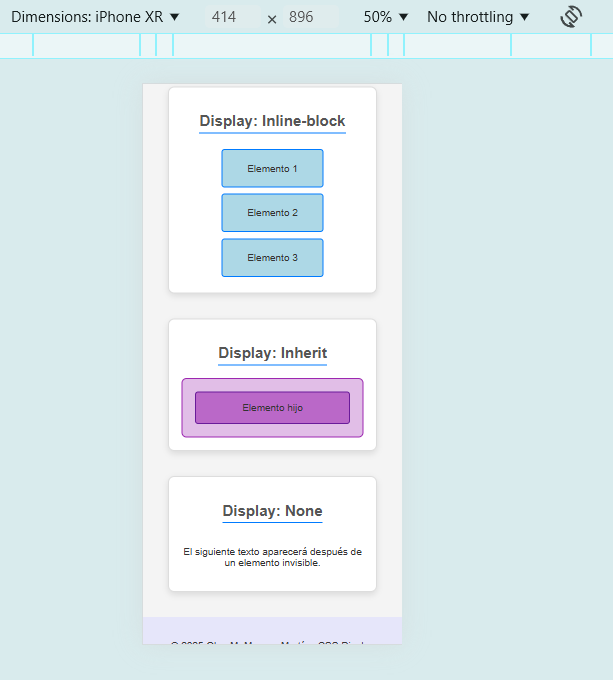 Dimensions: iPhone XR ▼ 414 × 896 50% ▼ No throttling ▼
Display: Inline-block
Elemento 1
Elemento 2
Elemento 3
Display: Inherit
Elemento hijo
Display: None
El siguiente texto aparecerá después de
un elemento invisible.